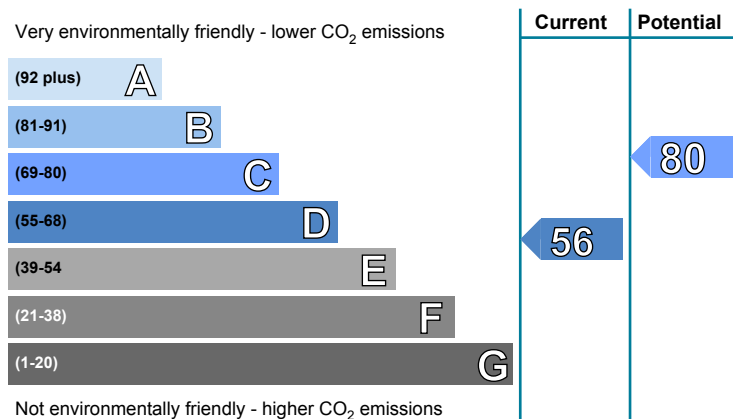 Very environmentally friendly - lower CO₂ emissions
Current
Potential
(92 plus) A
(81-91) B
(69-80) C
80
(55-68) D
56
(39-54 E
(21-38) F
(1-20) G
Not environmentally friendly - higher CO₂ emissions